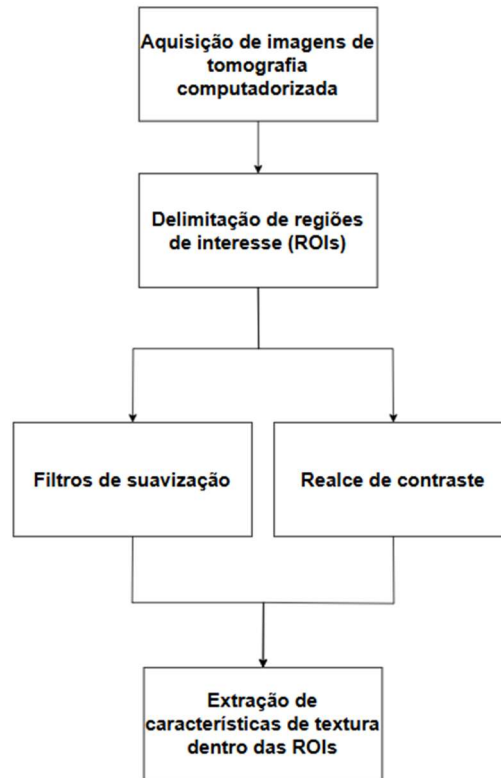 Aquisição de imagens de
tomografia
computadorizada
Delimitação de regiões
de interesse (ROIs)
Filtros de suavização
Realce de contraste
Extração de
características de textura
dentro das ROIs